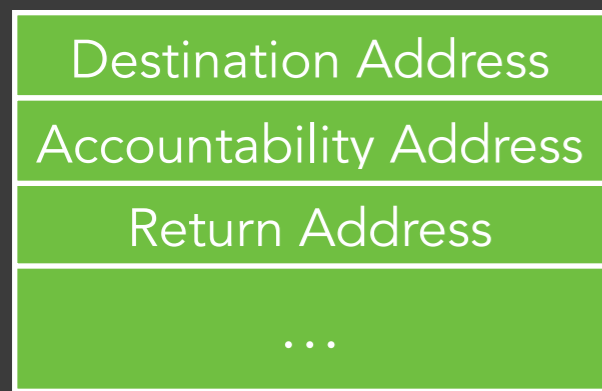 Destination Address
Accountability Address
Return Address
...